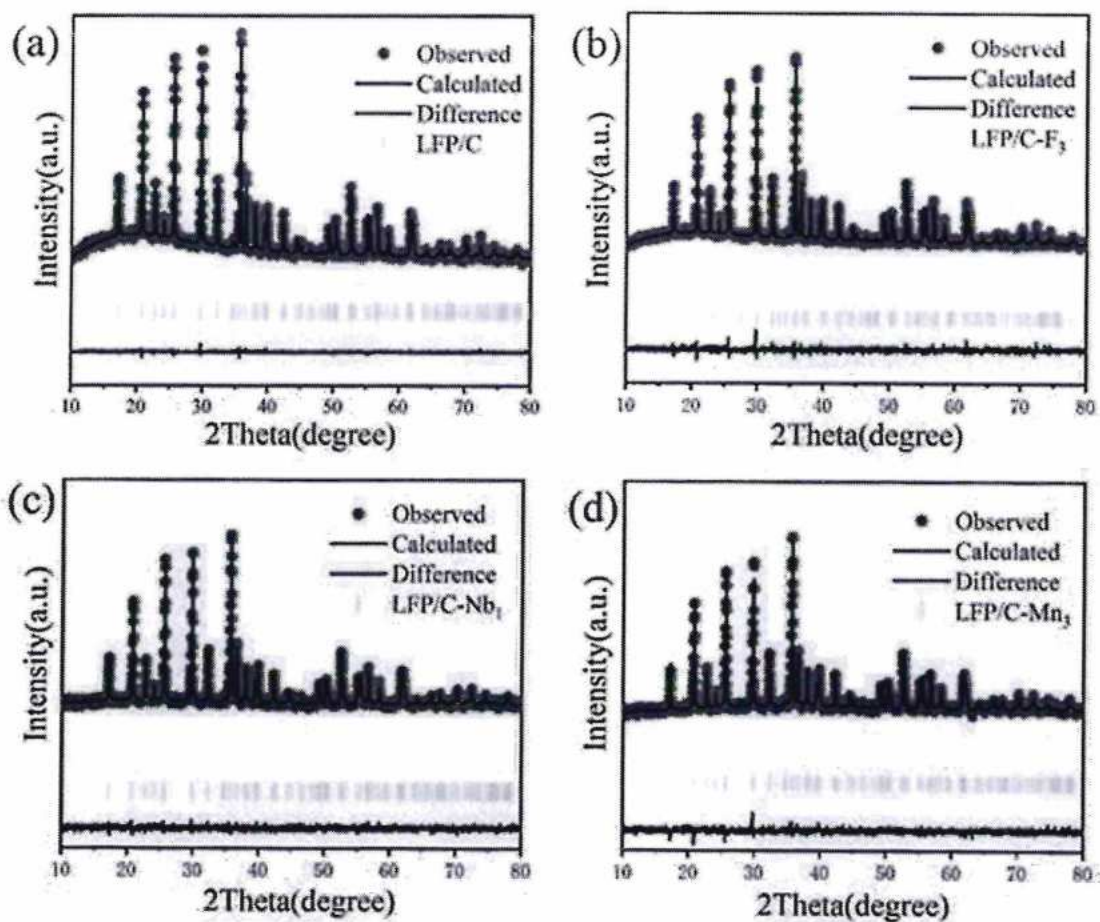 (a)
Observed
Calculated
Difference
LFP/C
Intensity(a.u.)
10 20 30 40 50 60 70 80
2Theta(degree)
(b)
Observed
Calculated
Difference
LFP/C-F₃
Intensity(a.u.)
10 20 30 40 50 60 70 80
2Theta(degree)
(c)
Observed
Calculated
Difference
LFP/C-Nb₁
Intensity(a.u.)
10 20 30 40 50 60 70 80
2Theta(degree)
(d)
Observed
Calculated
Difference
LFP/C-Mn₃
Intensity(a.u.)
10 20 30 40 50 60 70 80
2Theta(degree)